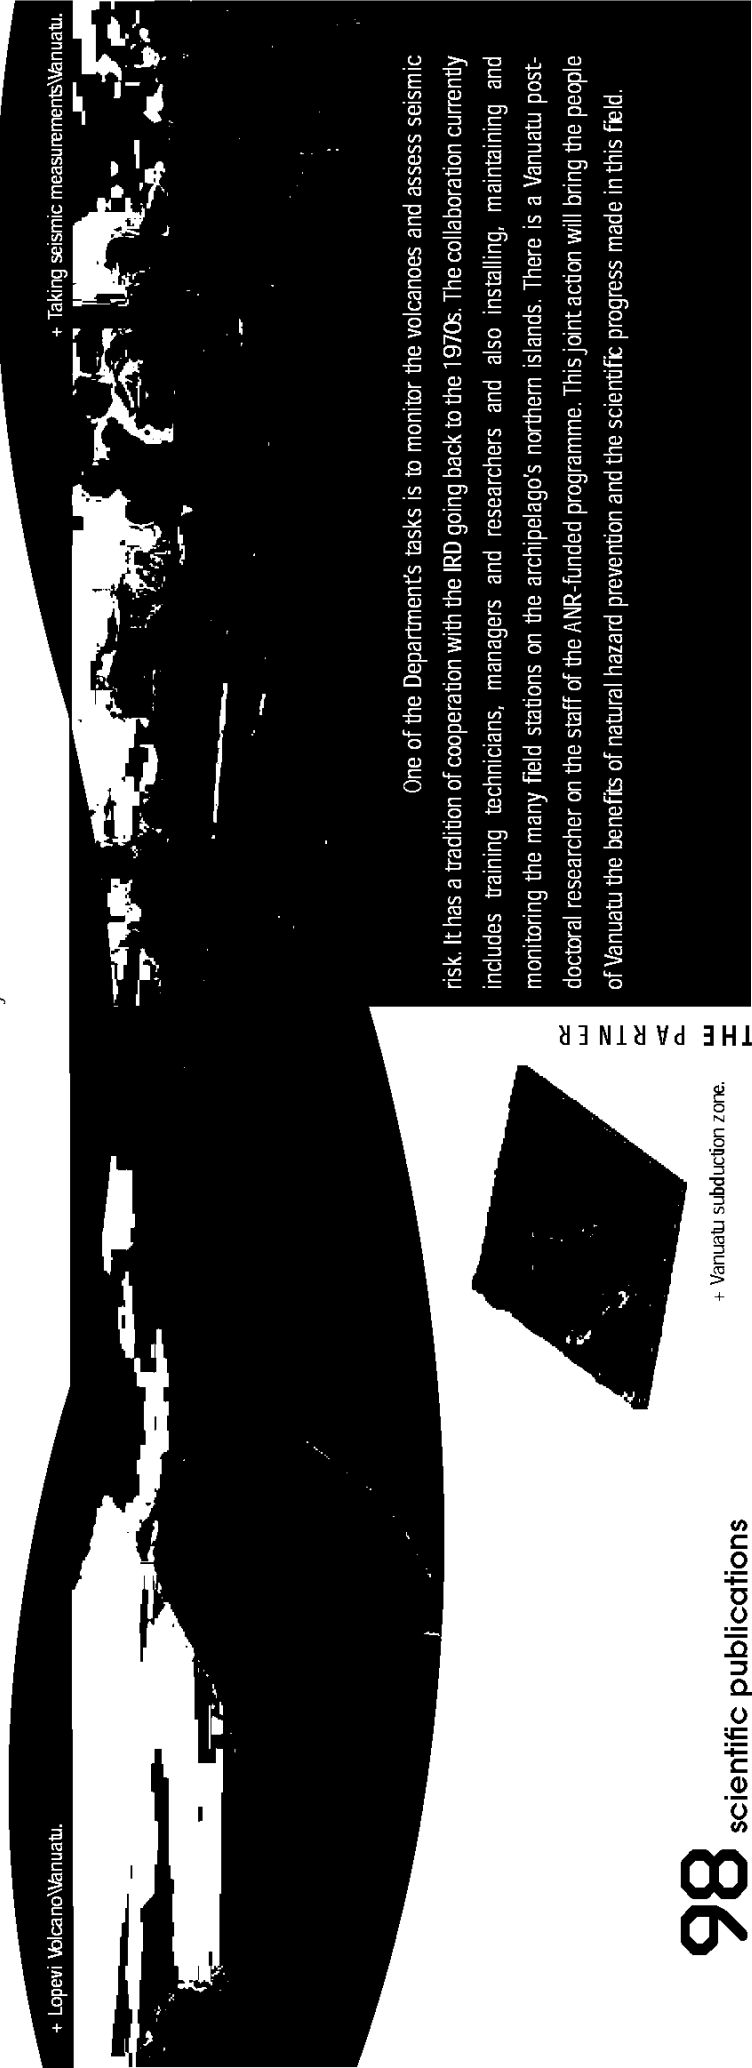 + Lopevi Volcano\Vanuatu.
+ Taking seismic measurements\Vanuatu.
THE PARTNER
One of the Department's tasks is to monitor the volcanoes and assess seismic
risk. It has a tradition of cooperation with the IRD going back to the 1970s. The collaboration currently
includes training technicians, managers and researchers and also installing, maintaining and
monitoring the many field stations on the archipelago's northern islands. There is a Vanuatu post-
doctoral researcher on the staff of the ANR-funded programme. This joint action will bring the people
of Vanuatu the benefits of natural hazard prevention and the scientific progress made in this field.
+ Vanuatu subduction zone.
98 scientific publications